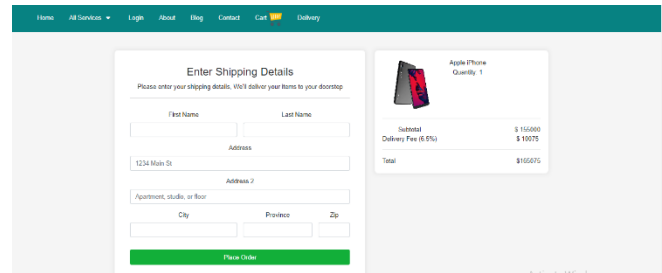 Home All Services Login About Blog Contact Cart Delivery
Enter Shipping Details
Please enter your shipping details, We'll deliver your items to your doorstep
First Name Last Name
Address
1234 Main St
Address 2
Apartment, studio, or floor
City Province Zip
Place Order
Apple iPhone
Quantity 1
Subtotal $ 155000
Delivery Fee (6.5%) $ 10075
Total $165075